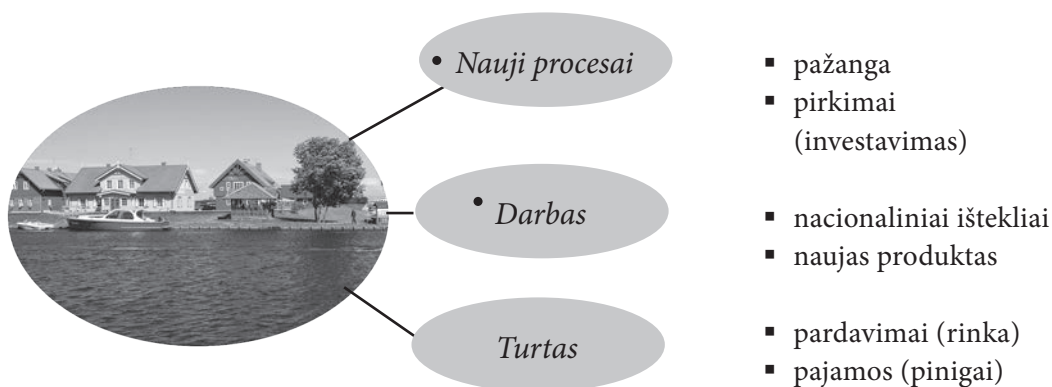 • Nauji procesai
▪ pažanga
▪ pirkimai
(investavimas)
• Darbas
▪ nacionaliniai ištekliai
▪ naujas produktas
Turtas
▪ pardavimai (rinka)
▪ pajamos (pinigai)